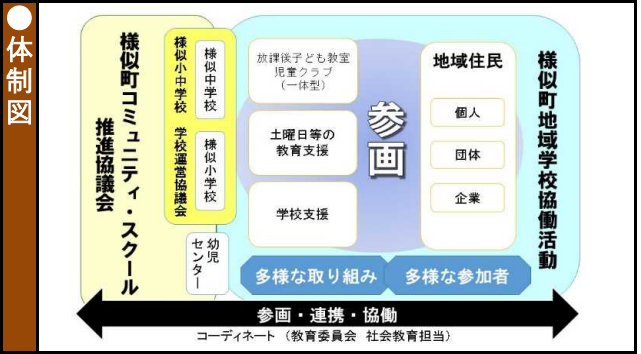 ●体制図
様似町コミュニティ・スクール
推進協議会
様似小中学校 学校運営協議会
様似中学校
様似小学校
幼児
センター
放課後子ども教室
児童クラブ
(一体型)
土曜日等の
教育支援
学校支援
参画
地域住民
個人
団体
企業
様似町地域学校協働活動
多様な取り組み
多様な参加者
参画・連携・協働
コーディネート (教育委員会 社会教育担当)